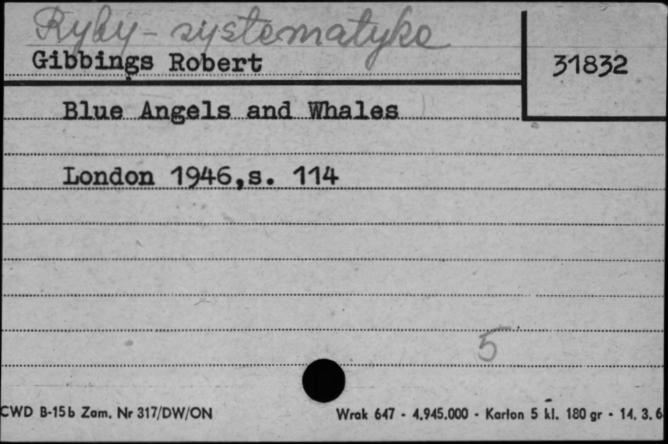 Ryby - systematyka
Gibbings Robert
31832
Blue Angels and Whales
London 1946,s. 114
5
CWD B-15b Zam. Nr 317/DW/ON
Wrak 647 - 4.945.000 - Karton 5 kl. 180 gr - 14. 3. 6